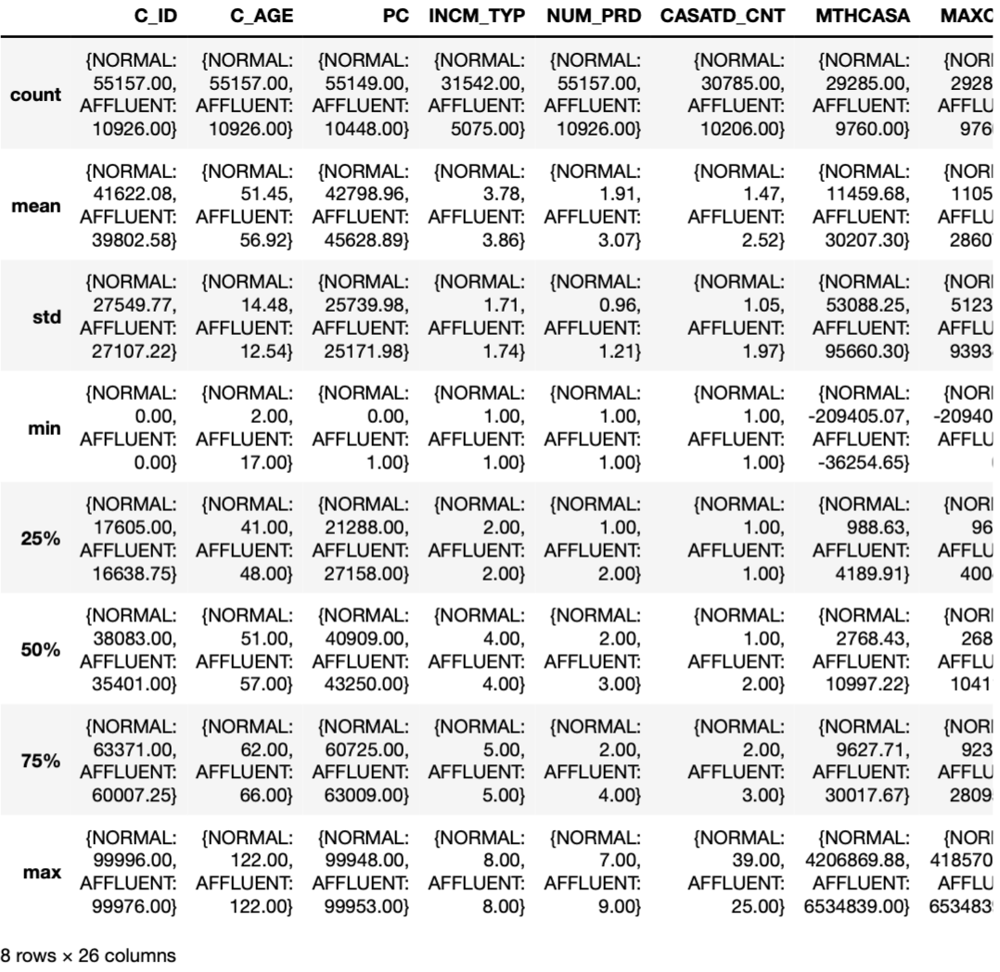 C_ID C_AGE PC INCM_TYP NUM_PRD CASATD_CNT MTHCASA MAXC
{NORMAL: {NORMAL: {NORMAL: {NORMAL: {NORMAL: {NORMAL: {NORMAL: {NORI
55157.00, 55157.00, 55149.00, 31542.00, 55157.00, 30785.00, 29285.00, 2928
count
AFFLUENT: AFFLUENT: AFFLUENT: AFFLUENT: AFFLUENT: AFFLUENT: AFFLUENT: AFFLU
10926.00} 10926.00} 10448.00} 5075.00} 10926.00} 10206.00} 9760.00} 976
{NORMAL: {NORMAL: {NORMAL: {NORMAL: {NORMAL: {NORMAL: {NORMAL: {NORI
41622.08, 51.45, 42798.96, 3.78, 1.91, 1.47, 11459.68, 1105
mean
AFFLUENT: AFFLUENT: AFFLUENT: AFFLUENT: AFFLUENT: AFFLUENT: AFFLUENT: AFFLU
39802.58} 56.92} 45628.89} 3.86} 3.07} 2.52} 30207.30} 2860
{NORMAL: {NORMAL: {NORMAL: {NORMAL: {NORMAL: {NORMAL: {NORMAL: {NORI
27549.77, 14.48, 25739.98, 1.71, 0.96, 1.05, 53088.25, 5123
std
AFFLUENT: AFFLUENT: AFFLUENT: AFFLUENT: AFFLUENT: AFFLUENT: AFFLUENT: AFFLU
27107.22} 12.54} 25171.98} 1.74} 1.21} 1.97} 95660.30} 9393
{NORMAL: {NORMAL: {NORMAL: {NORMAL: {NORMAL: {NORMAL: {NORMAL: {NORI
0.00, 2.00, 0.00, 1.00, 1.00, 1.00, -209405.07, -20940
min
AFFLUENT: AFFLUENT: AFFLUENT: AFFLUENT: AFFLUENT: AFFLUENT: AFFLUENT: AFFLU
0.00} 17.00} 1.00} 1.00} 1.00} 1.00} -36254.65}
{NORMAL: {NORMAL: {NORMAL: {NORMAL: {NORMAL: {NORMAL: {NORMAL: {NORI
17605.00, 41.00, 21288.00, 2.00, 1.00, 1.00, 988.63, 96
25%
AFFLUENT: AFFLUENT: AFFLUENT: AFFLUENT: AFFLUENT: AFFLUENT: AFFLUENT: AFFLU
16638.75} 48.00} 27158.00} 2.00} 2.00} 1.00} 4189.91} 400
{NORMAL: {NORMAL: {NORMAL: {NORMAL: {NORMAL: {NORMAL: {NORMAL: {NORI
38083.00, 51.00, 40909.00, 4.00, 2.00, 1.00, 2768.43, 268
50%
AFFLUENT: AFFLUENT: AFFLUENT: AFFLUENT: AFFLUENT: AFFLUENT: AFFLUENT: AFFLU
35401.00} 57.00} 43250.00} 4.00} 3.00} 2.00} 10997.22} 1041
{NORMAL: {NORMAL: {NORMAL: {NORMAL: {NORMAL: {NORMAL: {NORMAL: {NORI
63371.00, 62.00, 60725.00, 5.00, 2.00, 2.00, 9627.71, 923
75%
AFFLUENT: AFFLUENT: AFFLUENT: AFFLUENT: AFFLUENT: AFFLUENT: AFFLUENT: AFFLU
60007.25} 66.00} 63009.00} 5.00} 4.00} 3.00} 30017.67} 2809
{NORMAL: {NORMAL: {NORMAL: {NORMAL: {NORMAL: {NORMAL: {NORMAL: {NORI
99996.00, 122.00, 99948.00, 8.00, 7.00, 39.00, 4206869.88, 418570
max
AFFLUENT: AFFLUENT: AFFLUENT: AFFLUENT: AFFLUENT: AFFLUENT: AFFLUENT: AFFLU
99976.00} 122.00} 99953.00} 8.00} 9.00} 25.00} 6534839.00} 653483
8 rows × 26 columns